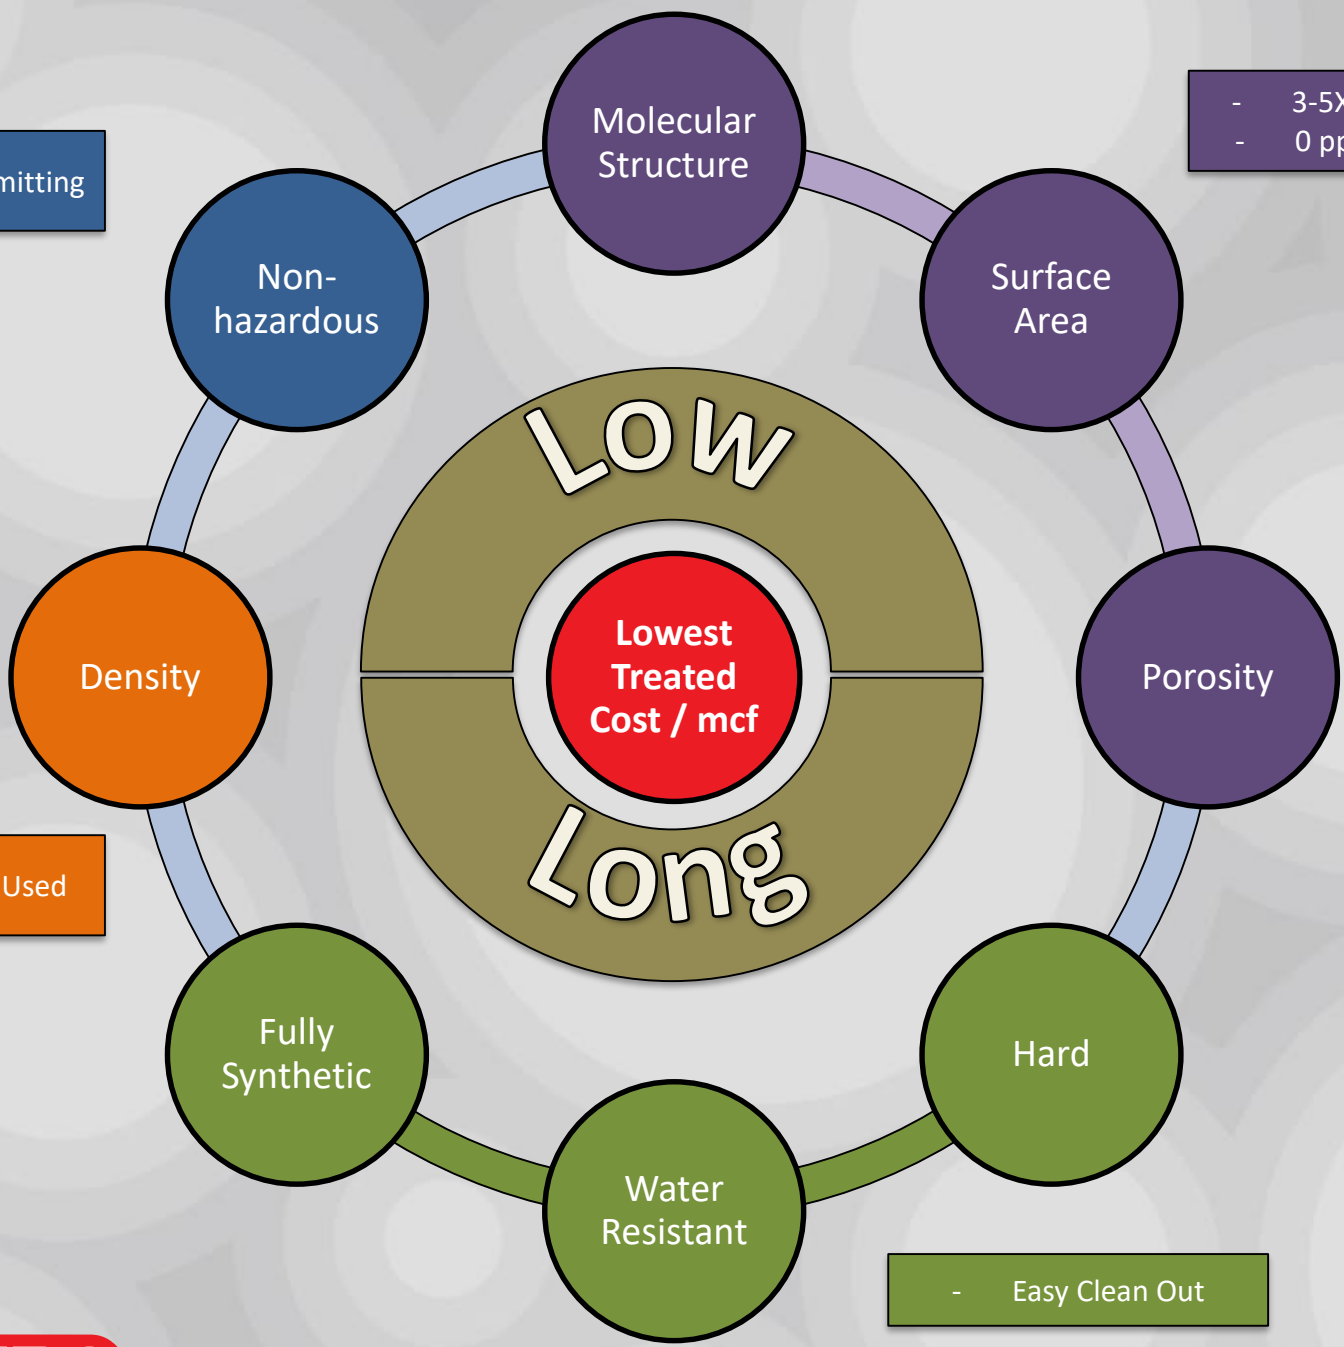 Molecular
Structure
- 3-5X
- 0 pp
mitting
Non-
hazardous
Surface
Area
Low
Lowest
Treated
Cost / mcf
Density
Porosity
Long
Used
Fully
Synthetic
Hard
Water
Resistant
- Easy Clean Out